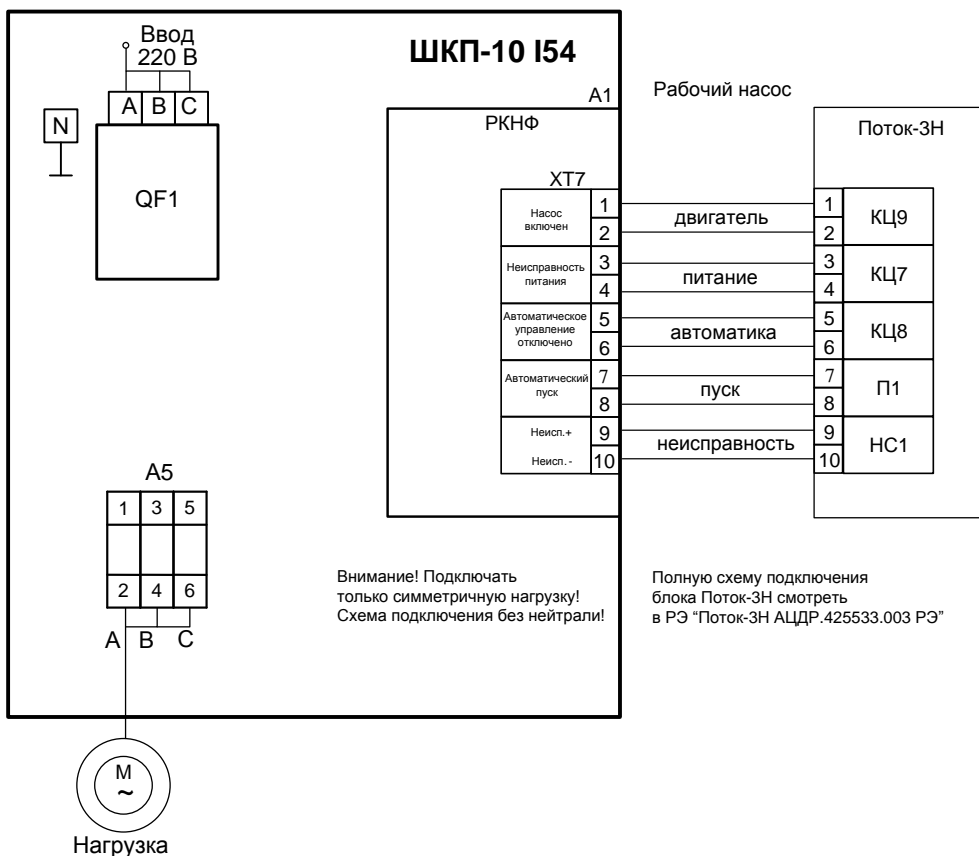 Ввод
220 В
ШКП-10 I54
A B C
N
QF1
A1
Рабочий насос
РКНФ
Поток-3Н
XT7
Насос
включен
1
2
двигатель
1
2
КЦ9
Неисправность
питания
3
4
питание
3
4
КЦ7
Автоматическое
управление
отключено
5
6
автоматика
5
6
КЦ8
Автоматический
пуск
7
8
пуск
7
8
П1
Неисп.+
Неисп. -
9
10
неисправность
9
10
НС1
A5
1 3 5
2 4 6
A B C
Внимание! Подключать
только симметричную нагрузку!
Схема подключения без нейтрали!
Полную схему подключения
блока Поток-3Н смотреть
в РЭ “Поток-3Н АЦДР.425533.003 РЭ”
M
~
Нагрузка